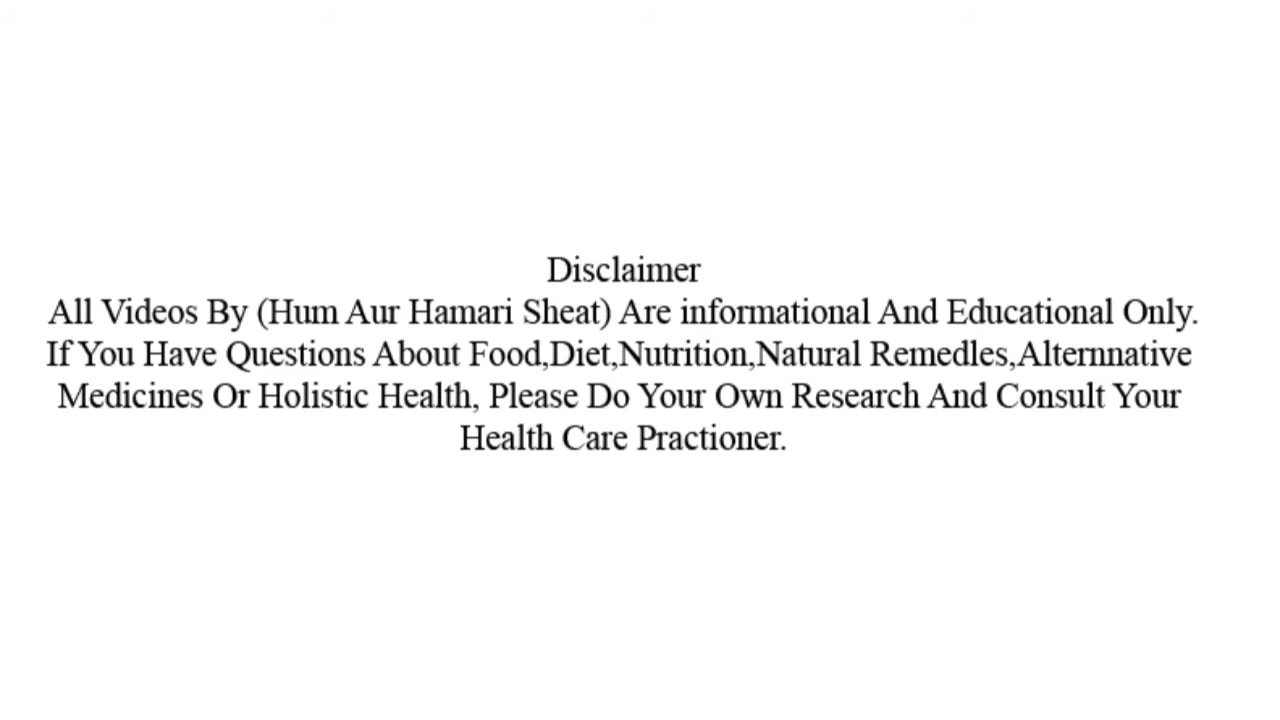 Disclaimer
All Videos By (Hum Aur Hamari Sheat) Are informational And Educational Only.
If You Have Questions About Food,Diet,Nutrition,Natural Remedles,Alternnative
Medicines Or Holistic Health, Please Do Your Own Research And Consult Your
Health Care Practioner.